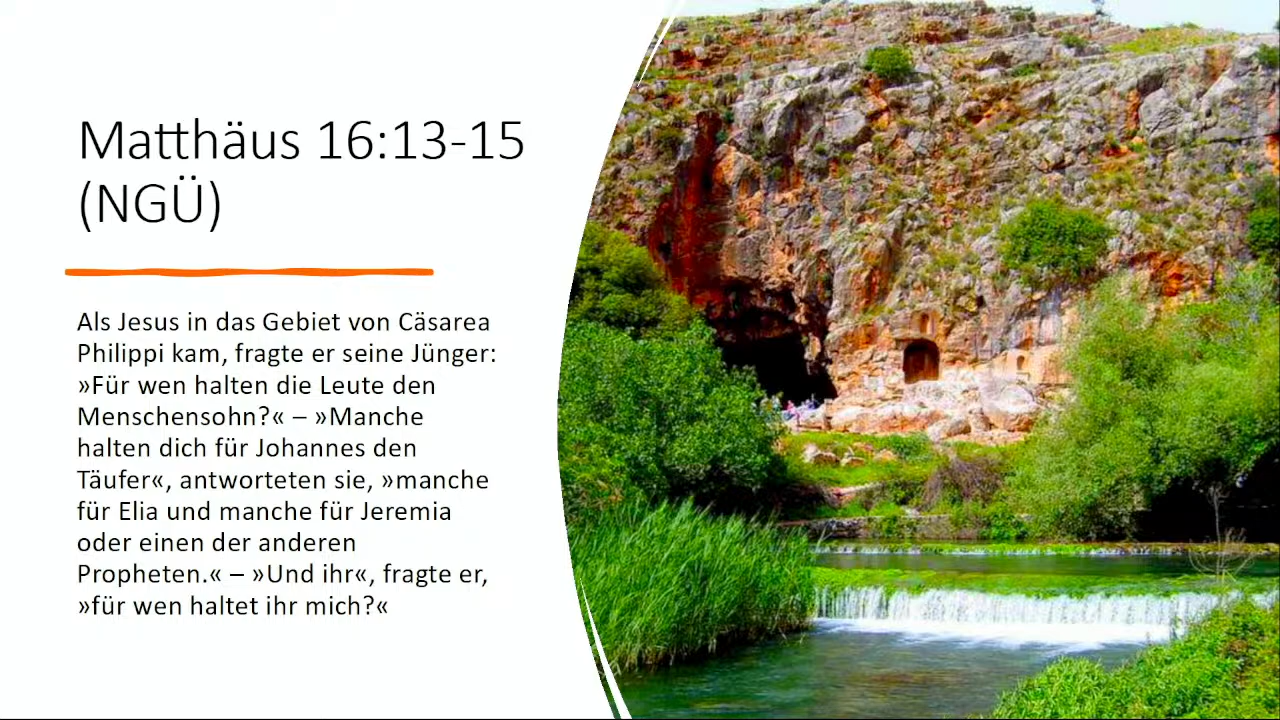 Matthäus 16:13-15
(NGÜ)
Als Jesus in das Gebiet von Cäsarea
Philippi kam, fragte er seine Jünger:
»Für wen halten die Leute den
Menschensohn?« – »Manche
halten dich für Johannes den
Täufer«, antworteten sie, »manche
für Elia und manche für Jeremia
oder einen der anderen
Propheten.« – »Und ihr«, fragte er,
»für wen haltet ihr mich?«